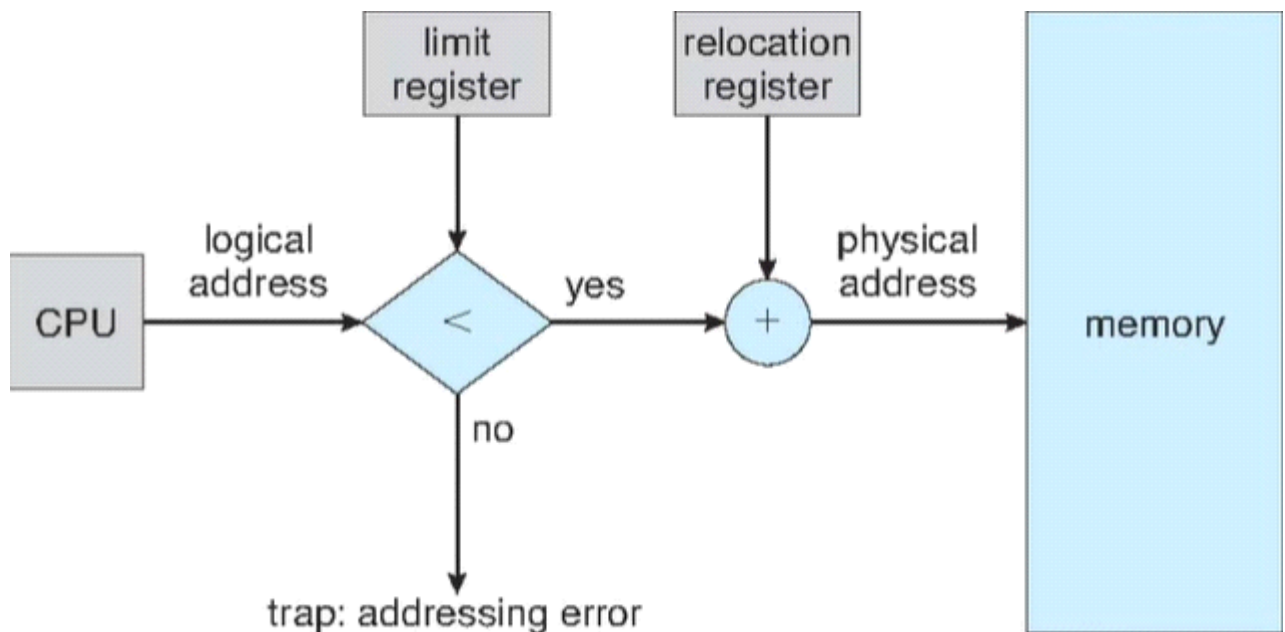 limit
register
relocation
register
logical
address
physical
address
CPU
<
yes
+
memory
no
trap: addressing error